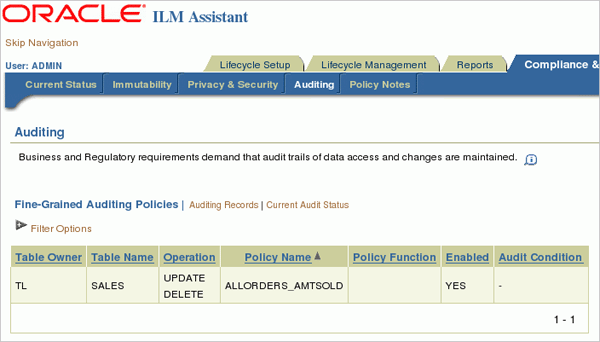 ORACLE ILM Assistant
Skip Navigation
User: ADMIN
Lifecycle Setup Lifecycle Management Reports Compliance &
Current Status Immutability Privacy & Security Auditing Policy Notes
Auditing
Business and Regulatory requirements demand that audit trails of data access and changes are maintained.
Fine-Grained Auditing Policies | Auditing Records | Current Audit Status
Filter Options
Table Owner Table Name Operation Policy Name Policy Function Enabled Audit Condition
TL SALES UPDATE DELETE ALLORDERS_AMTSOLD YES -
1 - 1